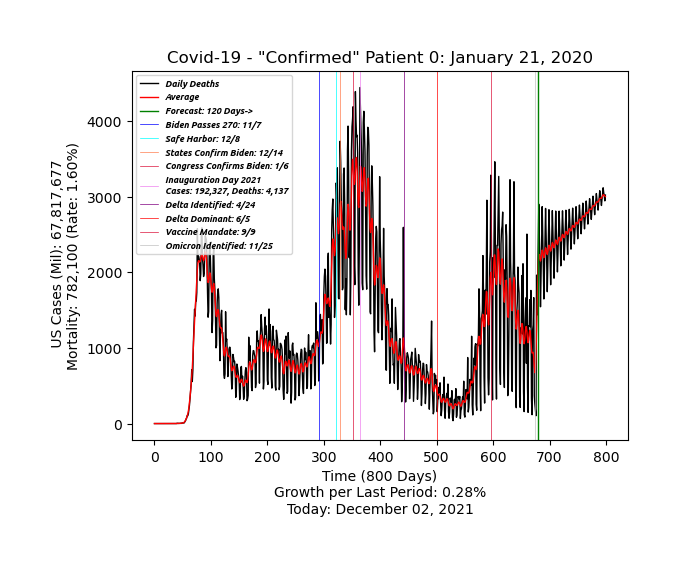 Covid-19 - "Confirmed" Patient 0: January 21, 2020
Daily Deaths
Average
Forecast: 120 Days->
Biden Passes 270: 11/7
Safe Harbor: 12/8
States Confirm Biden: 12/14
Congress Confirms Biden: 1/6
Inauguration Day 2021
Cases: 192,327, Deaths: 4,137
Delta Identified: 4/24
Delta Dominant: 6/5
Vaccine Mandate: 9/9
Omicron Identified: 11/25
US Cases (Mil): 67,817,677
Mortality: 782,100 (Rate: 1.60%)
4000
3000
2000
1000
0
0 100 200 300 400 500 600 700 800
Time (800 Days)
Growth per Last Period: 0.28%
Today: December 02, 2021